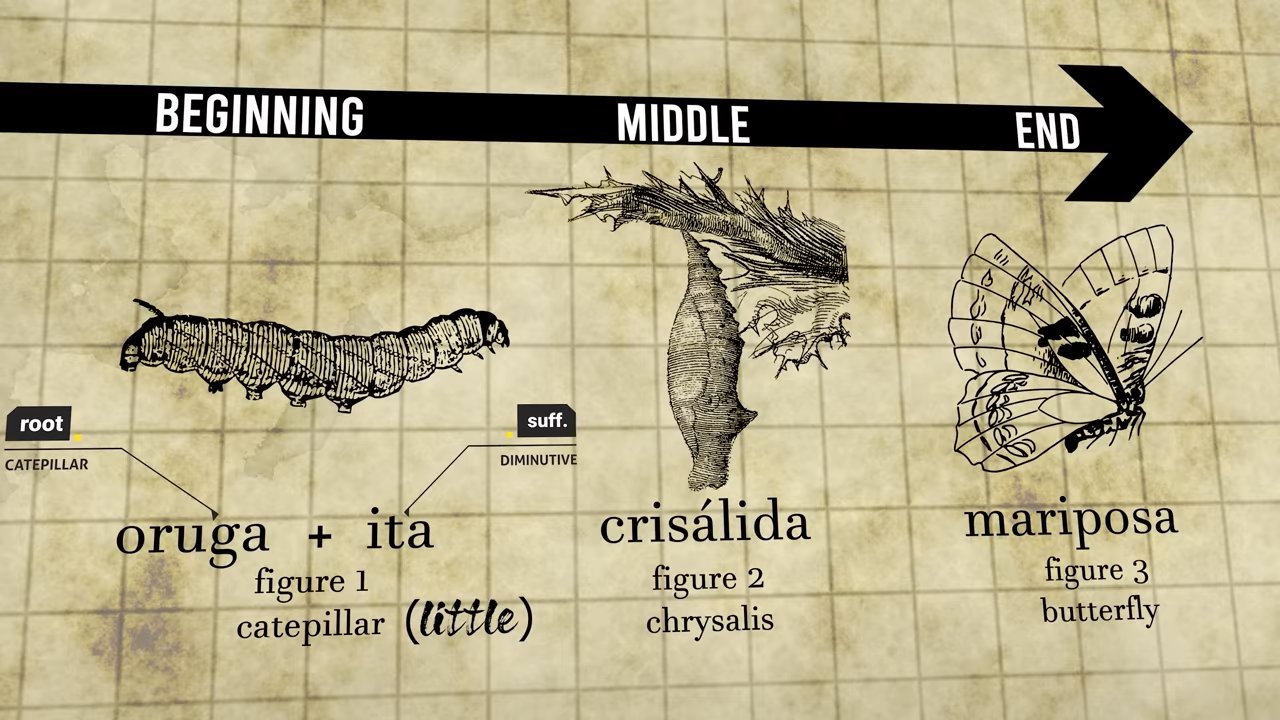 BEGINNING
MIDDLE
END
root
CATEPILLAR
suff.
DIMINUTIVE
oruga + ita
figure 1
catepillar (little)
crisálida
figure 2
chrysalis
mariposa
figure 3
butterfly